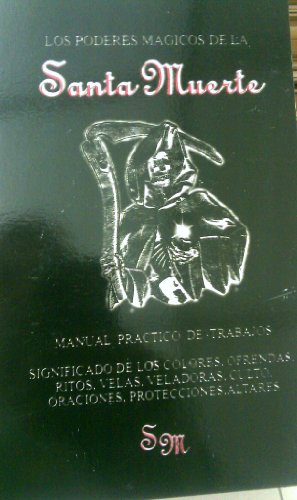 LOS PODERES MAGICOS DE LA
Santa Muerte
MANUAL PRACTICO DE TRABAJOS
SIGNIFICADO DE LOS COLORES, OFRENDAS
RITOS, VELAS, VELADORAS, CULTO,
ORACIONES, PROTECCIONES, ALTARES
SM